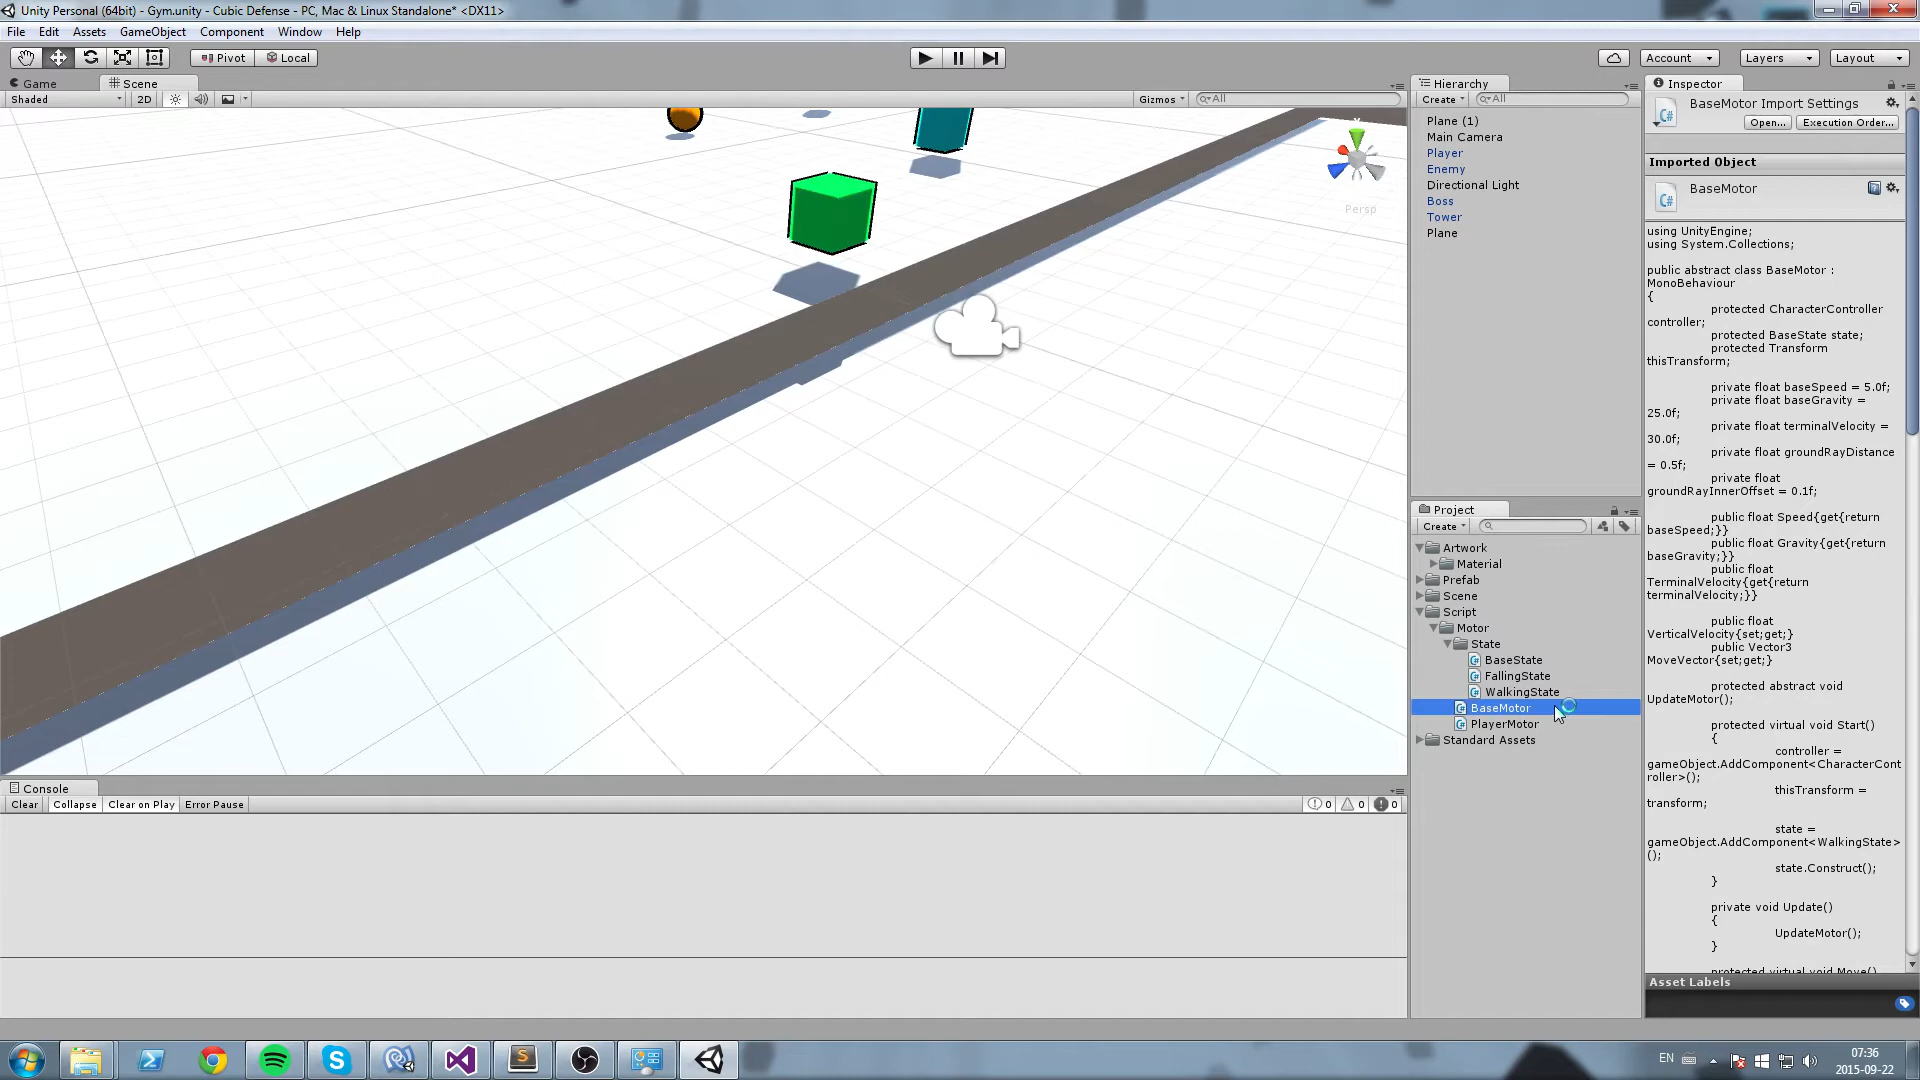 Unity Personal (64bit) - Gym.unity - Cubic Defense - PC, Mac & Linux Standalone* <DX11>
File Edit Assets GameObject Component Window Help
Pivot Local
Account Layers Layout
Game Scene
Shaded 2D Gizmos All
Persp
Hierarchy
Create All
Plane (1)
Main Camera
Player
Enemy
Directional Light
Boss
Tower
Plane
Project
Create
Artwork
Material
Prefab
Scene
Script
Motor
State
BaseState
FallingState
WalkingState
BaseMotor
PlayerMotor
Standard Assets
Inspector
BaseMotor Import Settings
Open... Execution Order...
Imported Object
BaseMotor
using UnityEngine;
using System.Collections;
public abstract class BaseMotor :
MonoBehaviour
{
protected CharacterController
controller;
protected BaseState state;
protected Transform
thisTransform;
private float baseSpeed = 5.0f;
private float baseGravity =
25.0f;
private float terminalVelocity =
30.0f;
private float groundRayDistance
= 0.5f;
private float
groundRayInnerOffset = 0.1f;
public float Speed{get{return
baseSpeed;}}
public float Gravity{get{return
baseGravity;}}
public float
TerminalVelocity{get{return
terminalVelocity;}}
public float
VerticalVelocity{set;get;}
public Vector3
MoveVector{set;get;}
protected abstract void
UpdateMotor();
protected virtual void Start()
{
controller =
gameObject.AddComponent<CharacterCont
roller>();
thisTransform =
transform;
state =
gameObject.AddComponent<WalkingState>
();
state.Construct();
}
private void Update()
{
UpdateMotor();
}
protected virtual void Move()
Asset Labels
Console
Clear Collapse Clear on Play Error Pause 0 0 0
EN
07:36
2015-09-22